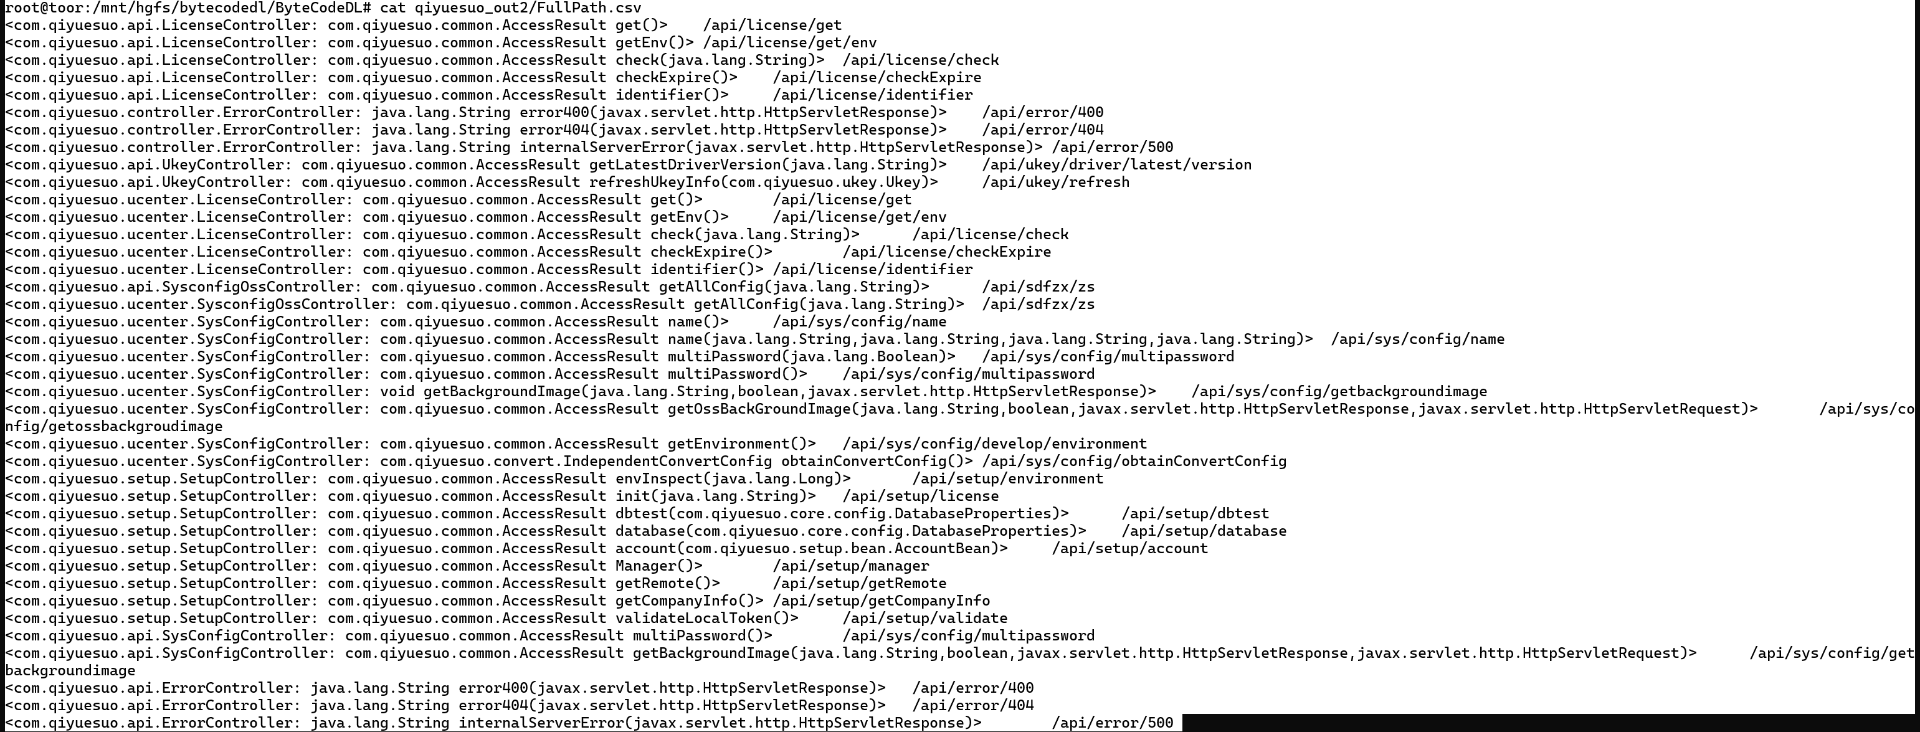 root@toor:/mnt/hgfs/bytecodedl/ByteCodeDL# cat qiyuesuo_out2/FullPath.csv
<com.qiyuesuo.api.LicenseController: com.qiyuesuo.common.AccessResult get()>    /api/license/get
<com.qiyuesuo.api.LicenseController: com.qiyuesuo.common.AccessResult getEnv()> /api/license/get/env
<com.qiyuesuo.api.LicenseController: com.qiyuesuo.common.AccessResult check(java.lang.String)>  /api/license/check
<com.qiyuesuo.api.LicenseController: com.qiyuesuo.common.AccessResult checkExpire()>    /api/license/checkExpire
<com.qiyuesuo.api.LicenseController: com.qiyuesuo.common.AccessResult identifier()>     /api/license/identifier
<com.qiyuesuo.controller.ErrorController: java.lang.String error400(javax.servlet.http.HttpServletResponse)>    /api/error/400
<com.qiyuesuo.controller.ErrorController: java.lang.String error404(javax.servlet.http.HttpServletResponse)>    /api/error/404
<com.qiyuesuo.controller.ErrorController: java.lang.String internalServerError(javax.servlet.http.HttpServletResponse)> /api/error/500
<com.qiyuesuo.api.UkeyController: com.qiyuesuo.common.AccessResult getLatestDriverVersion(java.lang.String)>    /api/ukey/driver/latest/version
<com.qiyuesuo.api.UkeyController: com.qiyuesuo.common.AccessResult refreshUkeyInfo(com.qiyuesuo.ukey.Ukey)>     /api/ukey/refresh
<com.qiyuesuo.ucenter.LicenseController: com.qiyuesuo.common.AccessResult get()>        /api/license/get
<com.qiyuesuo.ucenter.LicenseController: com.qiyuesuo.common.AccessResult getEnv()>     /api/license/get/env
<com.qiyuesuo.ucenter.LicenseController: com.qiyuesuo.common.AccessResult check(java.lang.String)>      /api/license/check
<com.qiyuesuo.ucenter.LicenseController: com.qiyuesuo.common.AccessResult checkExpire()>        /api/license/checkExpire
<com.qiyuesuo.ucenter.LicenseController: com.qiyuesuo.common.AccessResult identifier()> /api/license/identifier
<com.qiyuesuo.api.SysconfigOssController: com.qiyuesuo.common.AccessResult getAllConfig(java.lang.String)>      /api/sdfzx/zs
<com.qiyuesuo.ucenter.SysconfigOssController: com.qiyuesuo.common.AccessResult getAllConfig(java.lang.String)>  /api/sdfzx/zs
<com.qiyuesuo.ucenter.SysConfigController: com.qiyuesuo.common.AccessResult name()>     /api/sys/config/name
<com.qiyuesuo.ucenter.SysConfigController: com.qiyuesuo.common.AccessResult name(java.lang.String,java.lang.String,java.lang.String,java.lang.String)>  /api/sys/config/name
<com.qiyuesuo.ucenter.SysConfigController: com.qiyuesuo.common.AccessResult multiPassword(java.lang.Boolean)>   /api/sys/config/multipassword
<com.qiyuesuo.ucenter.SysConfigController: com.qiyuesuo.common.AccessResult multiPassword()>    /api/sys/config/multipassword
<com.qiyuesuo.ucenter.SysConfigController: void getBackgroundImage(java.lang.String,boolean,javax.servlet.http.HttpServletResponse)>    /api/sys/config/getbackgroundimage
<com.qiyuesuo.ucenter.SysConfigController: com.qiyuesuo.common.AccessResult getOssBackGroundImage(java.lang.String,boolean,javax.servlet.http.HttpServletResponse,javax.servlet.http.HttpServletRequest)>       /api/sys/co
nfig/getossbackgroudimage
<com.qiyuesuo.ucenter.SysConfigController: com.qiyuesuo.common.AccessResult getEnvironment()>   /api/sys/config/develop/environment
<com.qiyuesuo.ucenter.SysConfigController: com.qiyuesuo.convert.IndependentConvertConfig obtainConvertConfig()> /api/sys/config/obtainConvertConfig
<com.qiyuesuo.setup.SetupController: com.qiyuesuo.common.AccessResult envInspect(java.lang.Long)>       /api/setup/environment
<com.qiyuesuo.setup.SetupController: com.qiyuesuo.common.AccessResult init(java.lang.String)>   /api/setup/license
<com.qiyuesuo.setup.SetupController: com.qiyuesuo.common.AccessResult dbtest(com.qiyuesuo.core.config.DatabaseProperties)>      /api/setup/dbtest
<com.qiyuesuo.setup.SetupController: com.qiyuesuo.common.AccessResult database(com.qiyuesuo.core.config.DatabaseProperties)>    /api/setup/database
<com.qiyuesuo.setup.SetupController: com.qiyuesuo.common.AccessResult account(com.qiyuesuo.setup.bean.AccountBean)>     /api/setup/account
<com.qiyuesuo.setup.SetupController: com.qiyuesuo.common.AccessResult Manager()>        /api/setup/manager
<com.qiyuesuo.setup.SetupController: com.qiyuesuo.common.AccessResult getRemote()>      /api/setup/getRemote
<com.qiyuesuo.setup.SetupController: com.qiyuesuo.common.AccessResult getCompanyInfo()> /api/setup/getCompanyInfo
<com.qiyuesuo.setup.SetupController: com.qiyuesuo.common.AccessResult validateLocalToken()>     /api/setup/validate
<com.qiyuesuo.api.SysConfigController: com.qiyuesuo.common.AccessResult multiPassword()>        /api/sys/config/multipassword
<com.qiyuesuo.api.SysConfigController: com.qiyuesuo.common.AccessResult getBackgroundImage(java.lang.String,boolean,javax.servlet.http.HttpServletResponse,javax.servlet.http.HttpServletRequest)>      /api/sys/config/get
backgroundimage
<com.qiyuesuo.api.ErrorController: java.lang.String error400(javax.servlet.http.HttpServletResponse)>   /api/error/400
<com.qiyuesuo.api.ErrorController: java.lang.String error404(javax.servlet.http.HttpServletResponse)>   /api/error/404
<com.qiyuesuo.api.ErrorController: java.lang.String internalServerError(javax.servlet.http.HttpServletResponse)>        /api/error/500